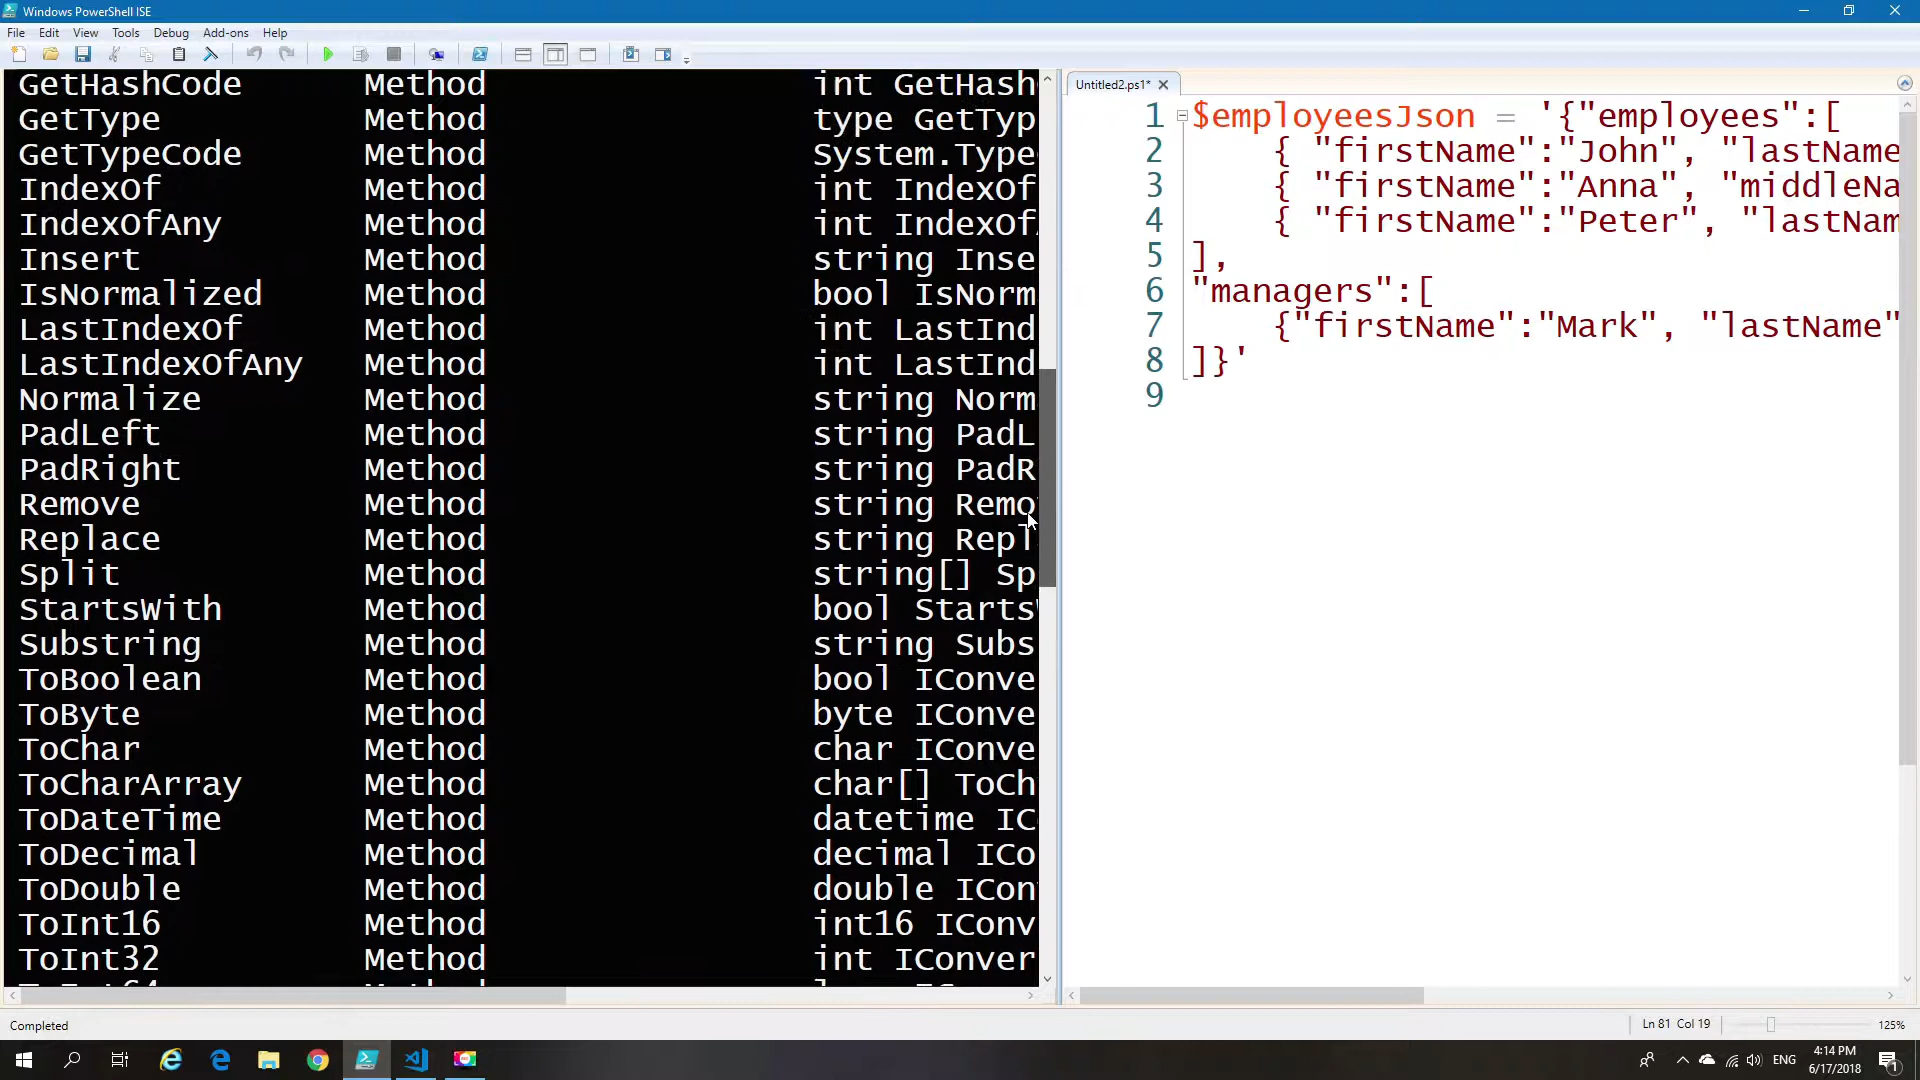 Windows PowerShell ISE
File Edit View Tools Debug Add-ons Help
GetHashCode Method int GetHash
GetType Method type GetTyp
GetTypeCode Method System.Type
IndexOf Method int IndexOf
IndexOfAny Method int IndexOf
Insert Method string Inse
IsNormalized Method bool IsNorm
LastIndexOf Method int LastInd
LastIndexOfAny Method int LastInd
Normalize Method string Norm
PadLeft Method string PadL
PadRight Method string PadR
Remove Method string Remo
Replace Method string Repl
Split Method string[] Sp
StartsWith Method bool Starts
Substring Method string Subs
ToBoolean Method bool IConve
ToByte Method byte IConve
ToChar Method char IConve
ToCharArray Method char[] ToCh
ToDateTime Method datetime IC
ToDecimal Method decimal ICo
ToDouble Method double ICon
ToInt16 Method int16 IConv
ToInt32 Method int IConver
Untitled2.ps1* X
1 $employeesJson = '{"employees":[
2 { "firstName":"John", "lastName
3 { "firstName":"Anna", "middleNa
4 { "firstName":"Peter", "lastNam
5 ],
6 "managers":[
7 {"firstName":"Mark", "lastName"
8 ]}'
9
Completed
Ln 81 Col 19
125%
ENG
4:14 PM
6/17/2018
1